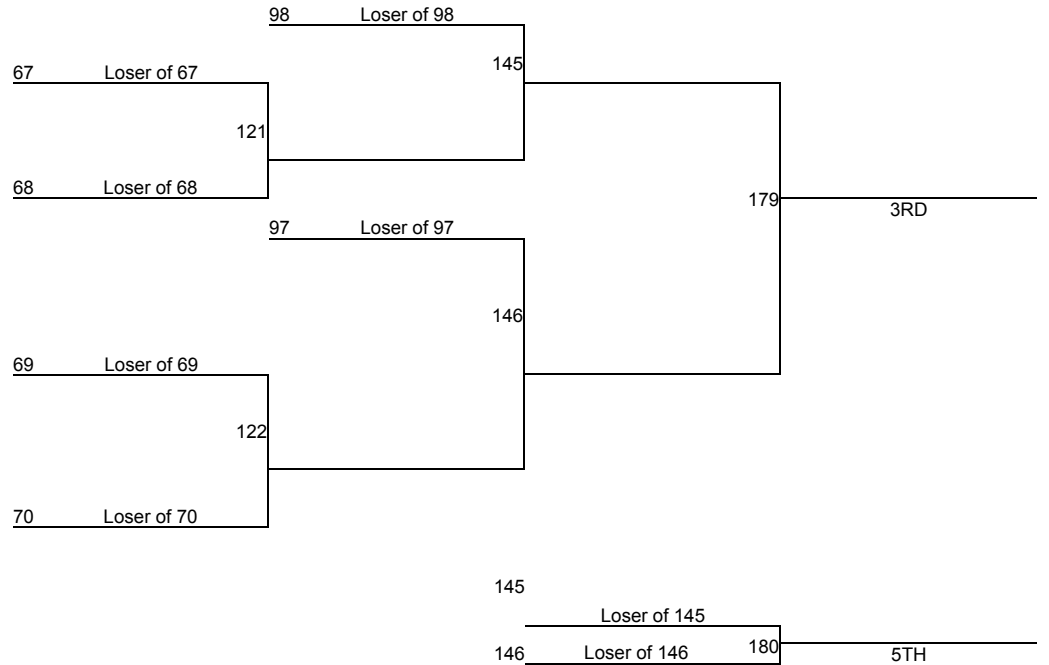 98 Loser of 98
145
67 Loser of 67
121
68 Loser of 68
179
3RD
97 Loser of 97
146
69 Loser of 69
122
70 Loser of 70
145
Loser of 145
146 Loser of 146
180
5TH